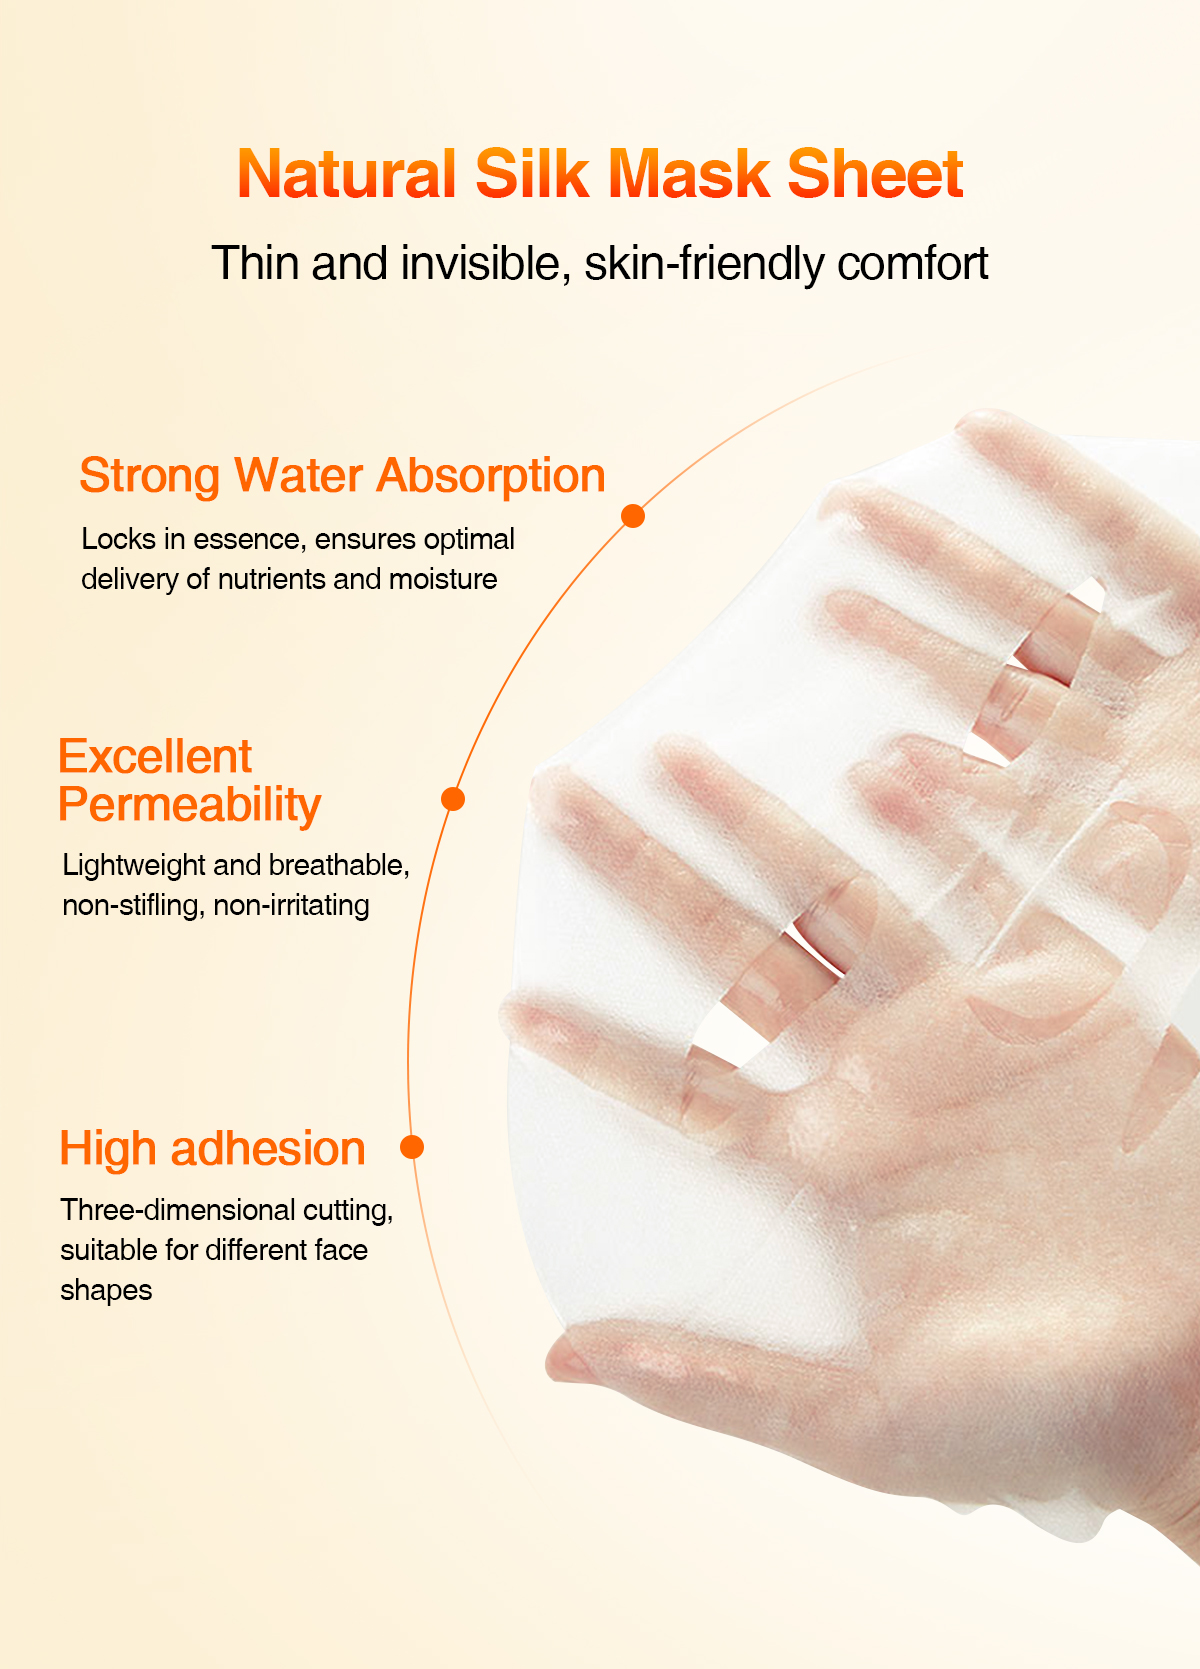 Natural Silk Mask Sheet
Thin and invisible, skin-friendly comfort
Strong Water Absorption
Locks in essence, ensures optimal
delivery of nutrients and moisture
Excellent
Permeability
Lightweight and breathable,
non-stifling, non-irritating
High adhesion
Three-dimensional cutting,
suitable for different face
shapes